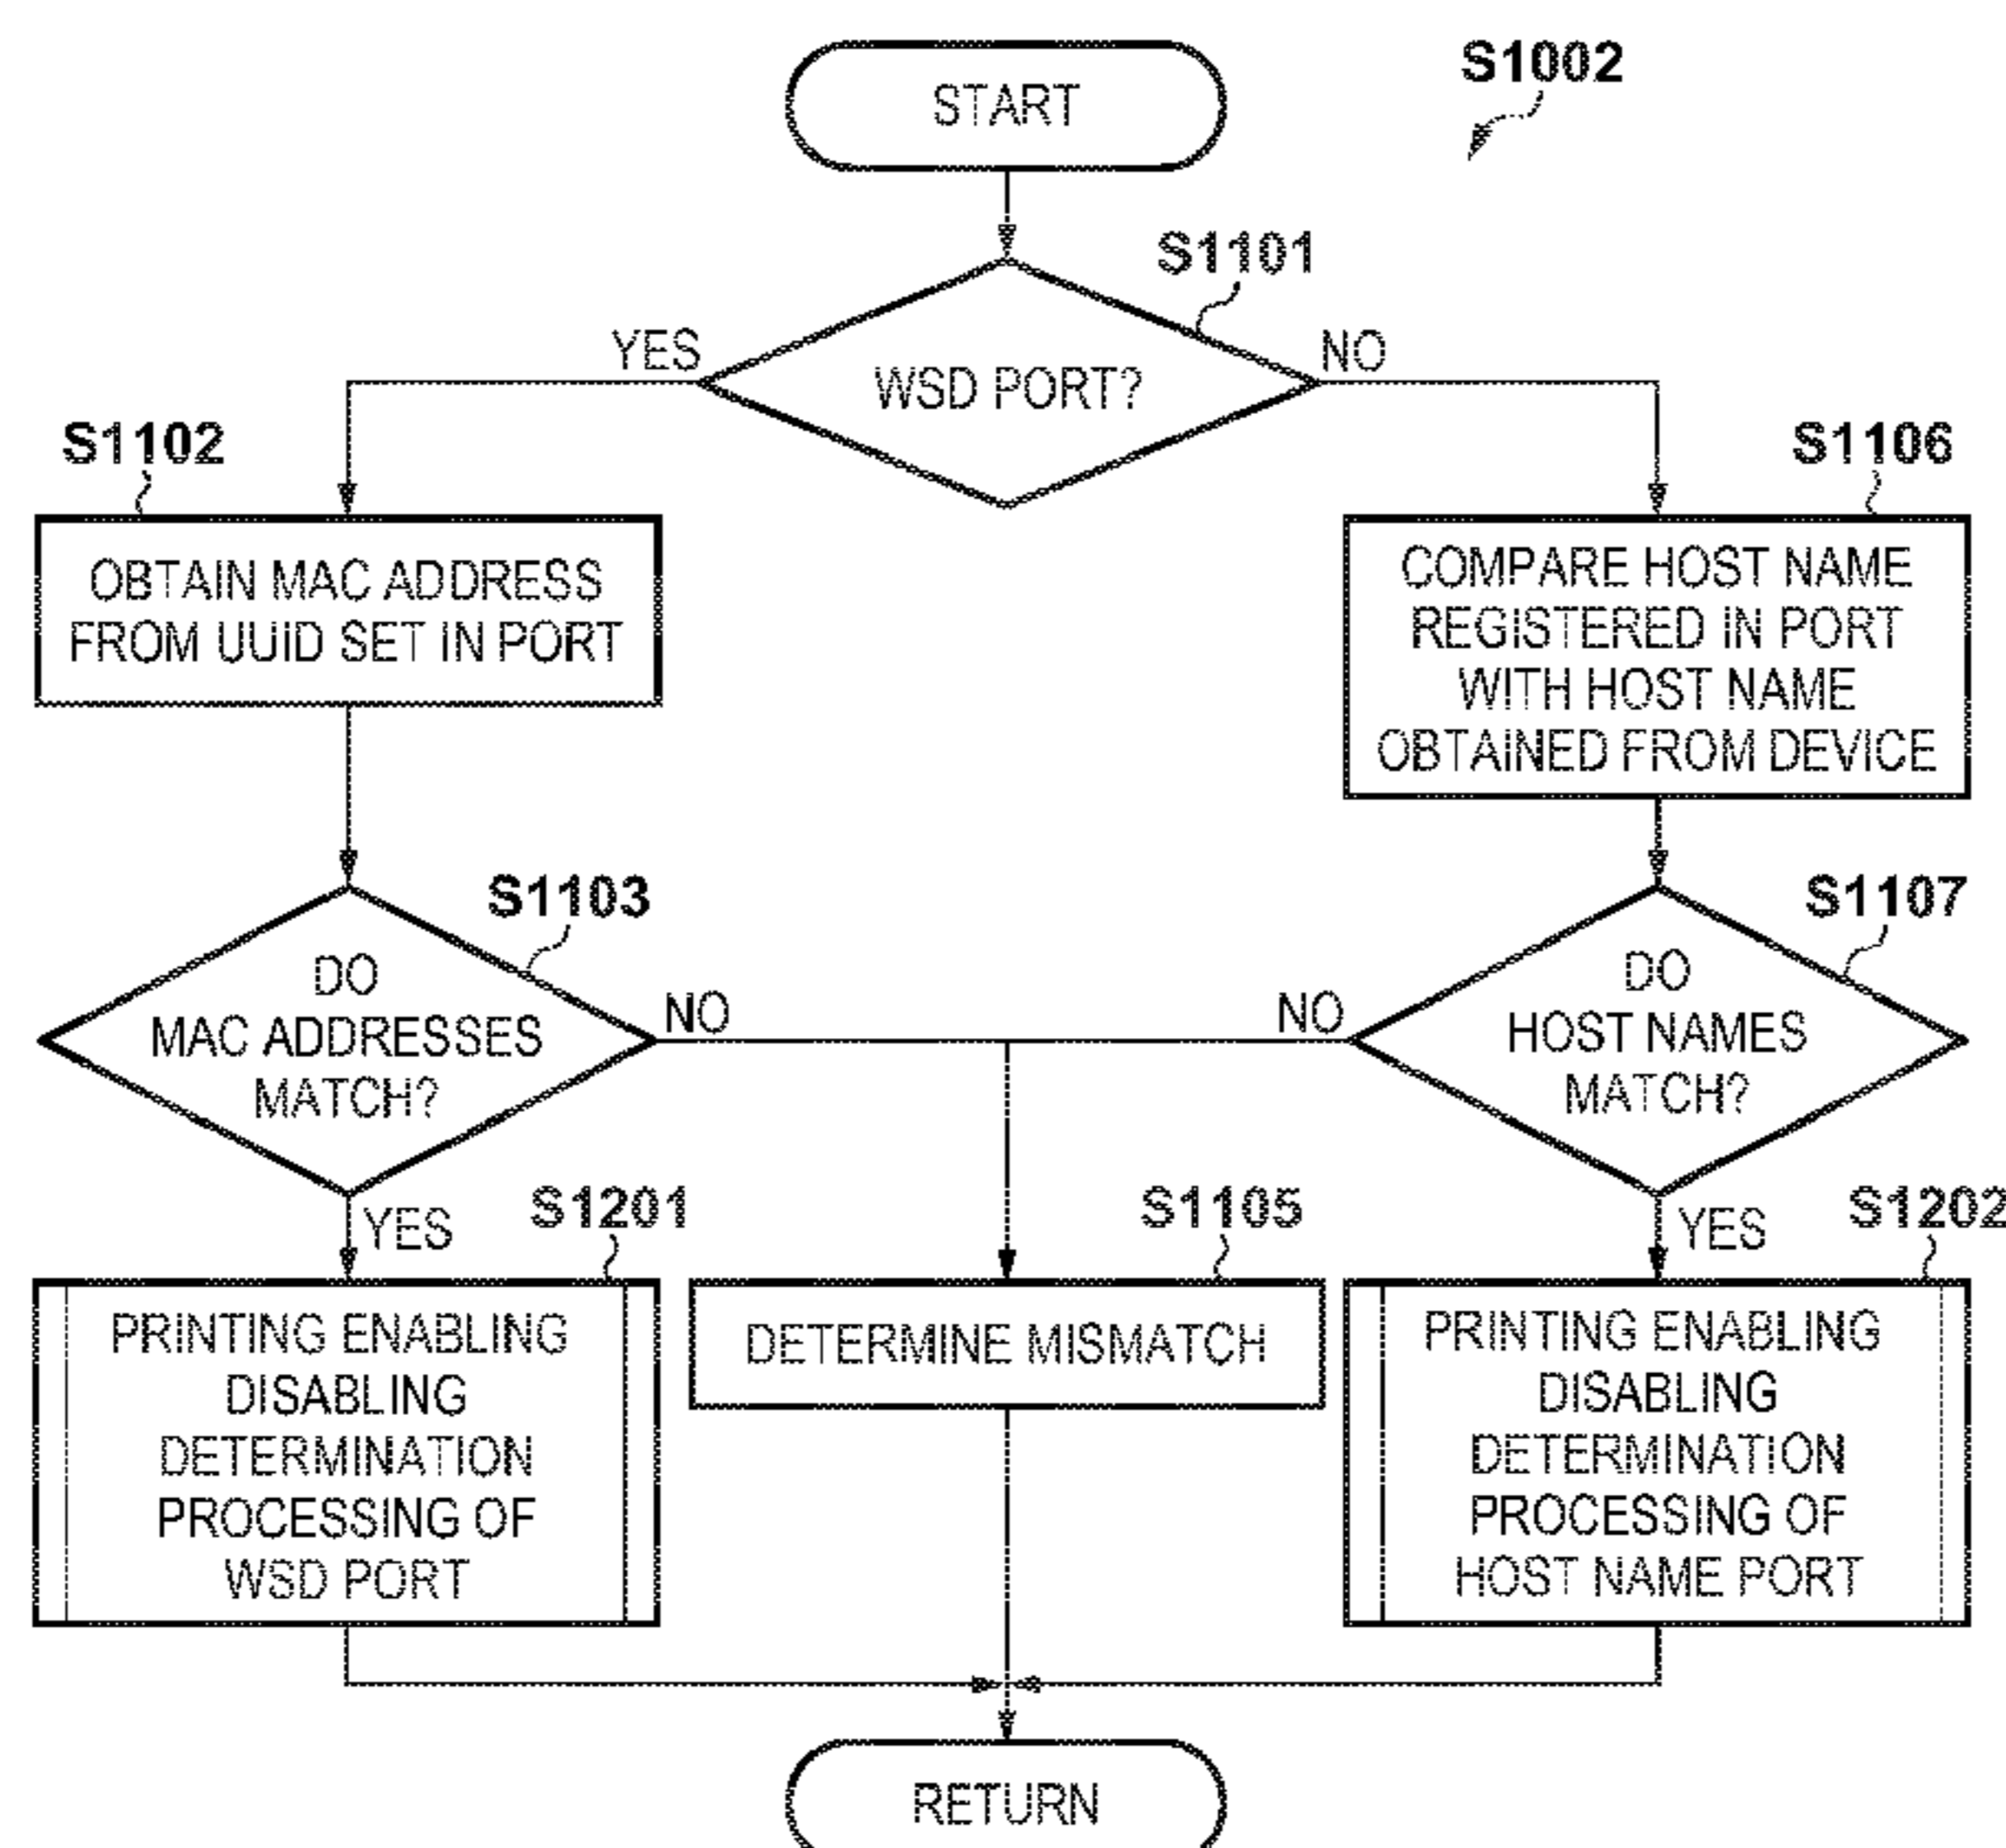 S1002
START
S1101
YES
NO
WSD PORT?
S1102
S1106
OBTAIN MAC ADDRESS
FROM UUID SET IN PORT
COMPARE HOST NAME
REGISTERED IN PORT
WITH HOST NAME
OBTAINED FROM DEVICE
S1103
S1107
DO
MAC ADDRESSES
MATCH?
NO
NO
DO
HOST NAMES
MATCH?
YES
S1201
S1105
YES
S1202
PRINTING ENABLING
DISABLING
DETERMINATION
PROCESSING OF
WSD PORT
DETERMINE MISMATCH
PRINTING ENABLING
DISABLING
DETERMINATION
PROCESSING OF
HOST NAME PORT
RETURN